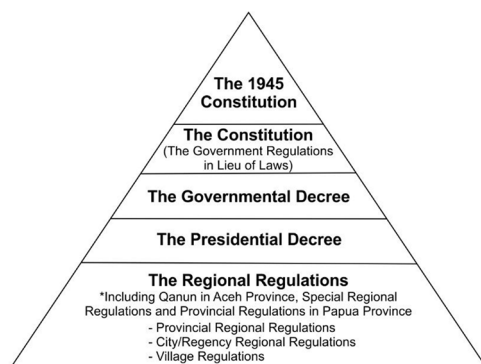 The 1945
Constitution
The Constitution
(The Government Regulations
in Lieu of Laws)
The Governmental Decree
The Presidential Decree
The Regional Regulations
*Including Qanun in Aceh Province, Special Regional
Regulations and Provincial Regulations in Papua Province
- Provincial Regional Regulations
- City/Regency Regional Regulations
- Village Regulations